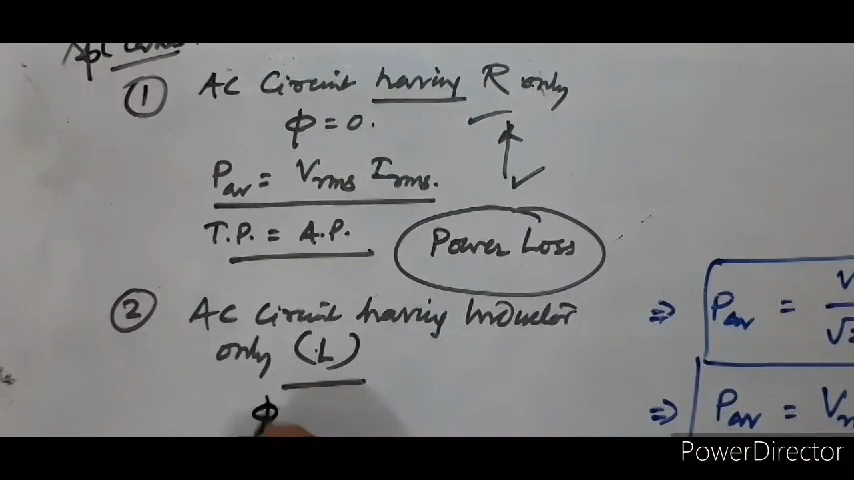 ① AC Circuit having R only
ϕ = 0.
Pav = Vrms Irms.
T.P. = A.P.
Power Loss
② AC Circuit having Inductor
only (L)
ϕ
⇒ Pav = V
⇒ Pav = V
PowerDirector